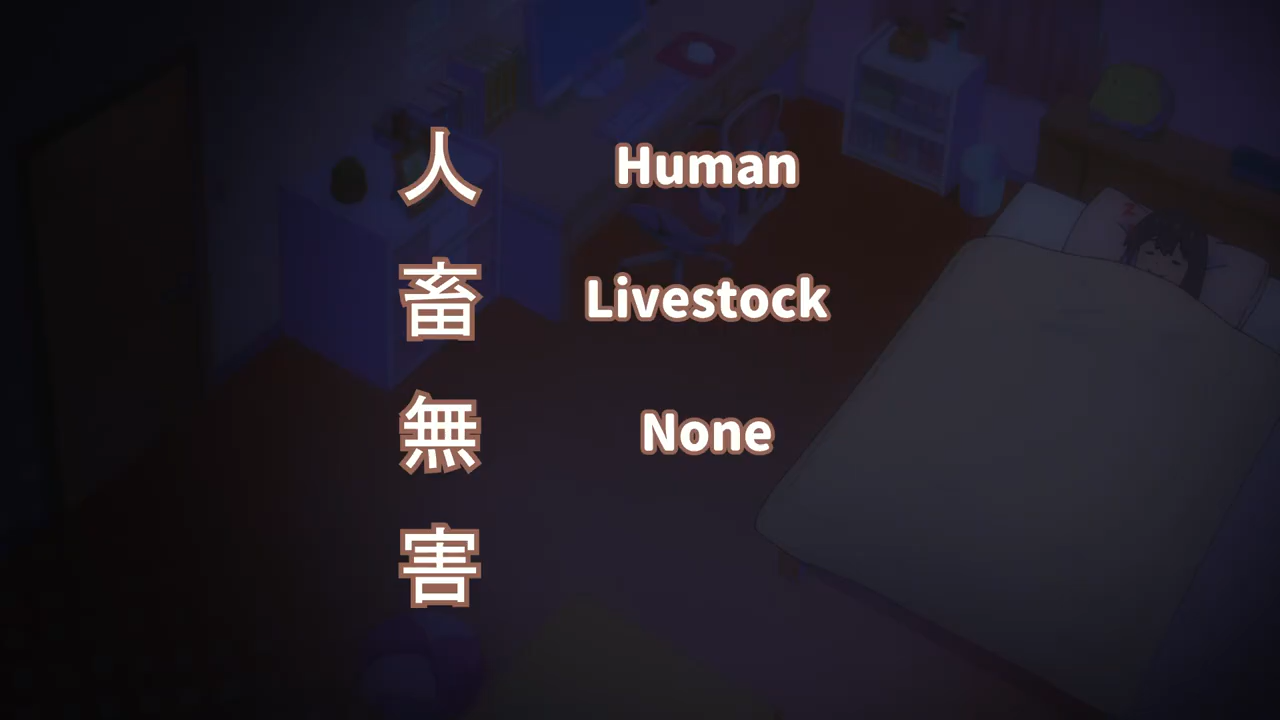 人 Human
畜 Livestock
無 None
害